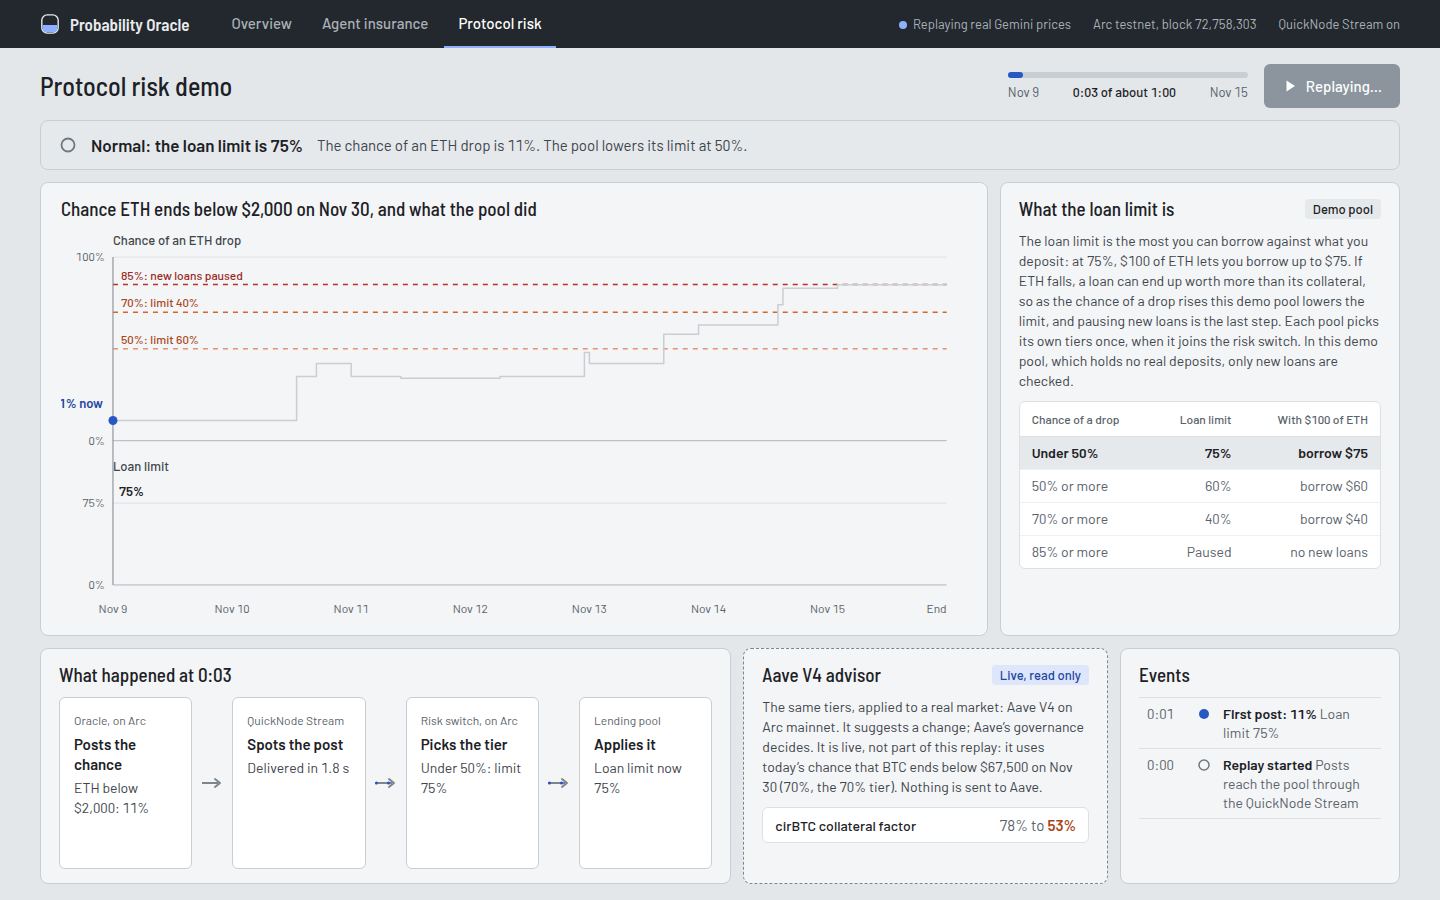 Probability Oracle
Overview
Agent insurance
Protocol risk
Replaying real Gemini prices
Arc testnet, block 72,758,303
QuickNode Stream on
Protocol risk demo
Nov 9
0:03 of about 1:00
Nov 15
Replaying...
Normal: the loan limit is 75%
The chance of an ETH drop is 11%. The pool lowers its limit at 50%.
Chance ETH ends below $2,000 on Nov 30, and what the pool did
Chance of an ETH drop
100%
85%: new loans paused
70%: limit 40%
50%: limit 60%
1% now
0%
Loan limit
75%
75%
0%
Nov 9
Nov 10
Nov 11
Nov 12
Nov 13
Nov 14
Nov 15
End
What the loan limit is
Demo pool
The loan limit is the most you can borrow against what you
deposit: at 75%, $100 of ETH lets you borrow up to $75. If
ETH falls, a loan can end up worth more than its collateral,
so as the chance of a drop rises this demo pool lowers the
limit, and pausing new loans is the last step. Each pool picks
its own tiers once, when it joins the risk switch. In this demo
pool, which holds no real deposits, only new loans are
checked.
Chance of a drop
Loan limit
With $100 of ETH
Under 50%
75%
borrow $75
50% or more
60%
borrow $60
70% or more
40%
borrow $40
85% or more
Paused
no new loans
What happened at 0:03
Oracle, on Arc
Posts the
chance
ETH below
$2,000: 11%
QuickNode Stream
Spots the post
Delivered in 1.8 s
Risk switch, on Arc
Picks the tier
Under 50%: limit
75%
Lending pool
Applies it
Loan limit now
75%
Aave V4 advisor
Live, read only
The same tiers, applied to a real market: Aave V4 on
Arc mainnet. It suggests a change; Aave's governance
decides. It is live, not part of this replay: it uses
today's chance that BTC ends below $67,500 on Nov
30 (70%, the 70% tier). Nothing is sent to Aave.
cirBTC collateral factor
78% to 53%
Events
0:01
First post: 11% Loan
limit 75%
0:00
Replay started Posts
reach the pool through
the QuickNode Stream